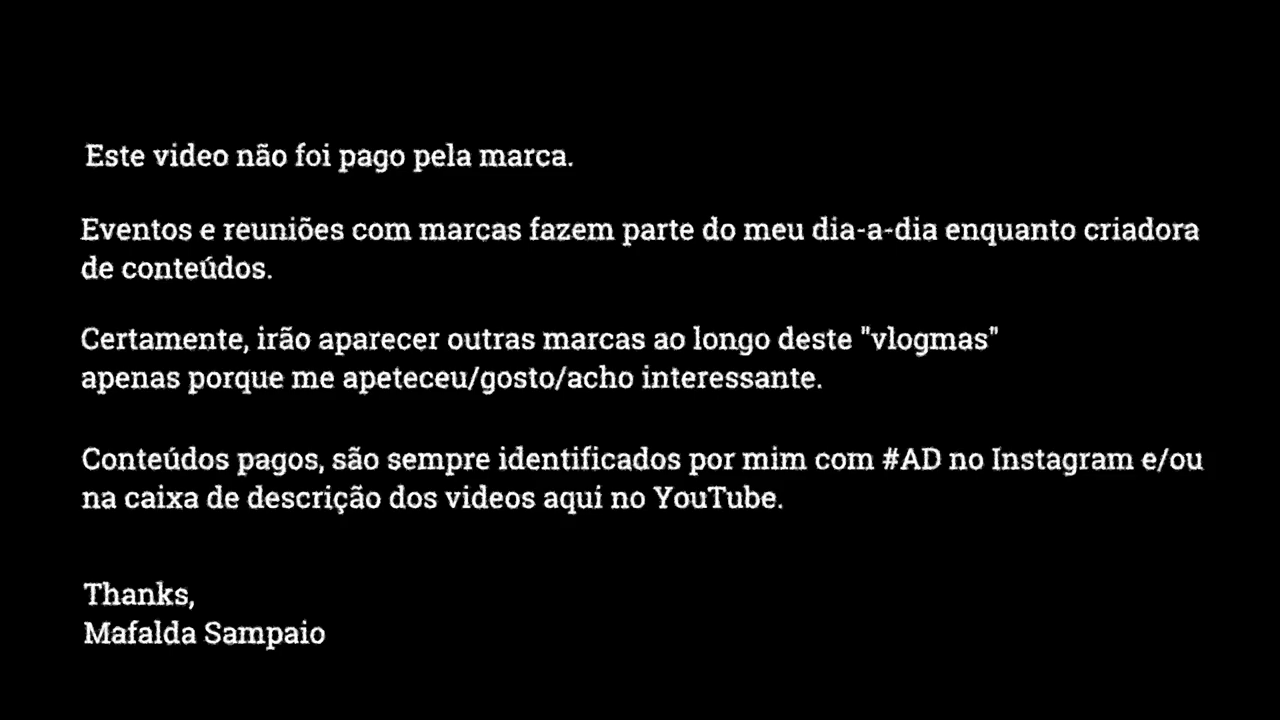 Este video não foi pago pela marca.
Eventos e reuniões com marcas fazem parte do meu dia-a-dia enquanto criadora
de conteúdos.
Certamente, irão aparecer outras marcas ao longo deste "vlogmas"
apenas porque me apeteceu/gosto/acho interessante.
Conteúdos pagos, são sempre identificados por mim com #AD no Instagram e/ou
na caixa de descrição dos videos aqui no YouTube.
Thanks,
Mafalda Sampaio